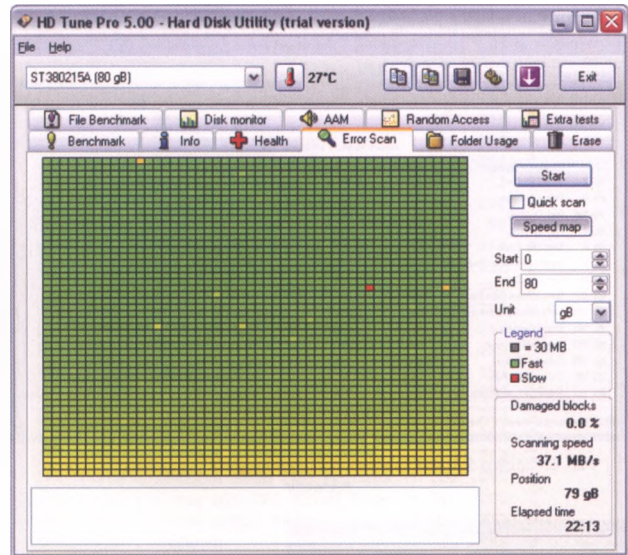 HD Tune Pro 5.00 - Hard Disk Utility (trial version)
File Help
ST380215A (80 gB) 27°C Exit
File Benchmark Disk monitor AAM Random Access Extra tests
Benchmark Info Health Error Scan Folder Usage Erase
Start
Quick scan
Speed map
Start 0
End 80
Unit gB
Legend
= 30 MB
Fast
Slow
Damaged blocks
0.0 %
Scanning speed
37.1 MB/s
Position
79 gB
Elapsed time
22:13